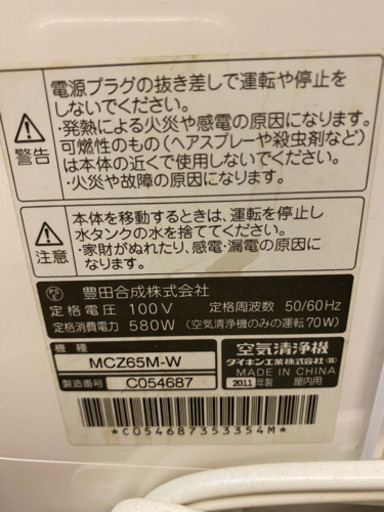 電源プラグの抜き差しで運転や停止を
しないでください。
・発熱による火災や感電の原因になります。
可燃性のもの(ヘアスプレーや殺虫剤など)
は本体の近くで使用しないでください。
・火災や故障の原因になります。
警告
本体を移動するときは、運転を停止し
水タンクの水を捨ててください。
・家財がぬれたり、感電・漏電の原因に
なります。
注意
PS E 豊田合成株式会社
定格電圧 100V 定格周波数 50/60Hz
定格消費電力 580W (空気清浄機のみの運転70W)
機種 MCZ65M-W
製造番号 C054687
空気清浄機
ダイキン工業株式会社
MADE IN CHINA
2011年製 屋内用
*C054687353354M*